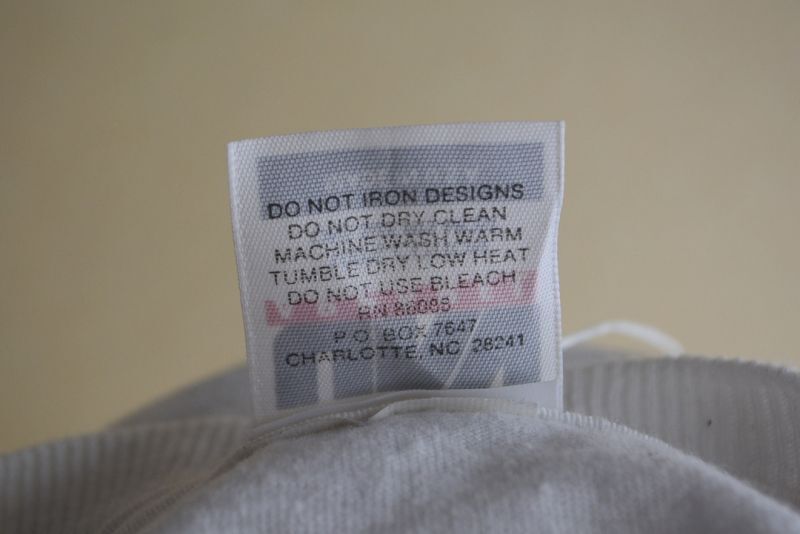 DO NOT IRON DESIGNS
DO NOT DRY CLEAN
MACHINE WASH WARM
TUMBLE DRY LOW HEAT
DO NOT USE BLEACH
RN
P.O. BOX 7647
CHARLOTTE, NC 28241